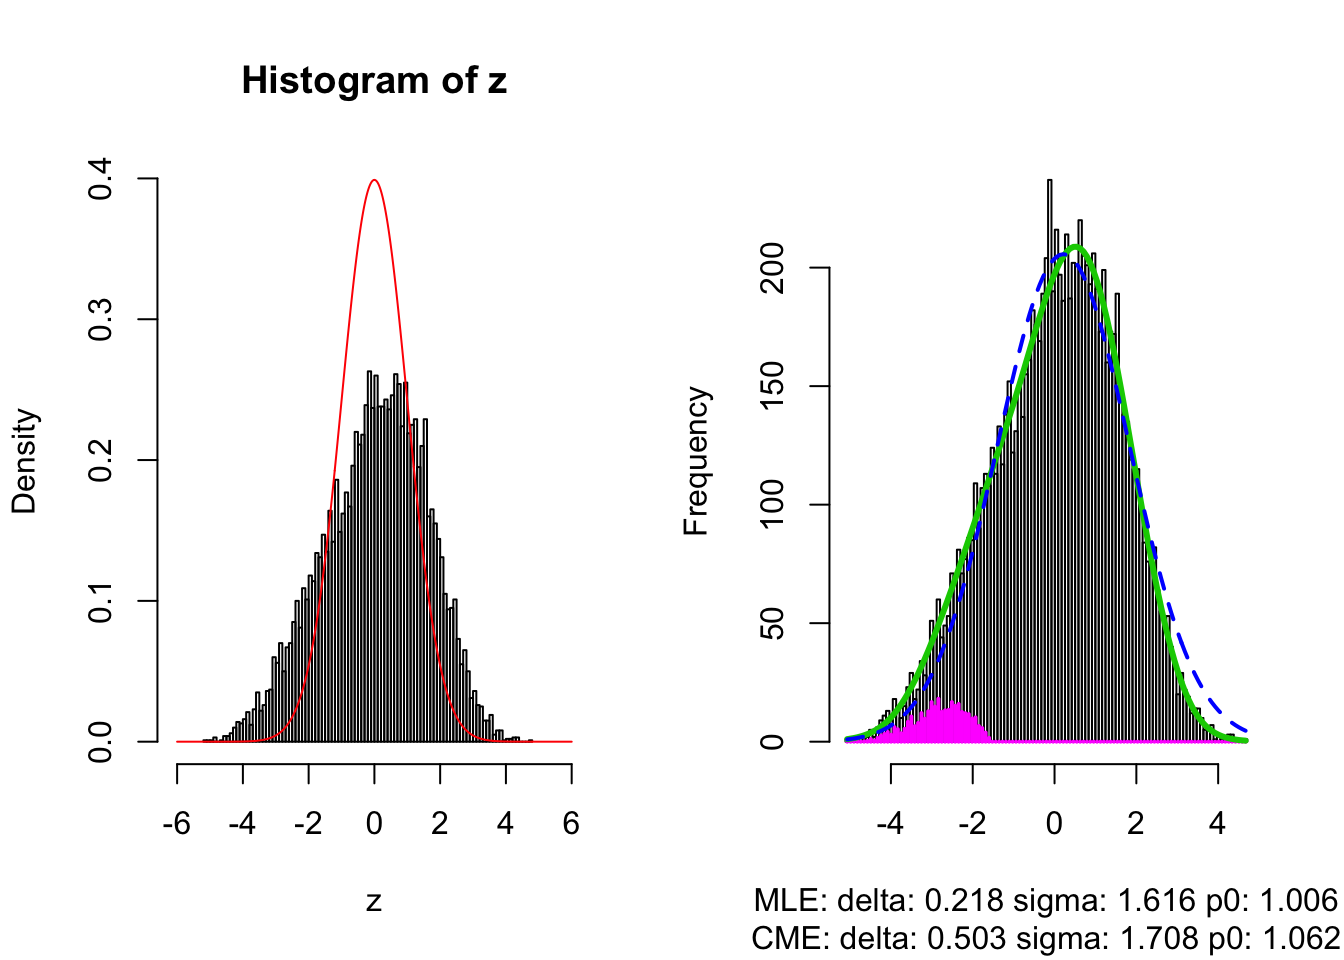 Histogram of z
Density
0.0 0.1 0.2 0.3 0.4
-6 -4 -2 0 2 4 6
z
Frequency
0 50 100 150 200
-4 -2 0 2 4
MLE: delta: 0.218 sigma: 1.616 p0: 1.006
CME: delta: 0.503 sigma: 1.708 p0: 1.062